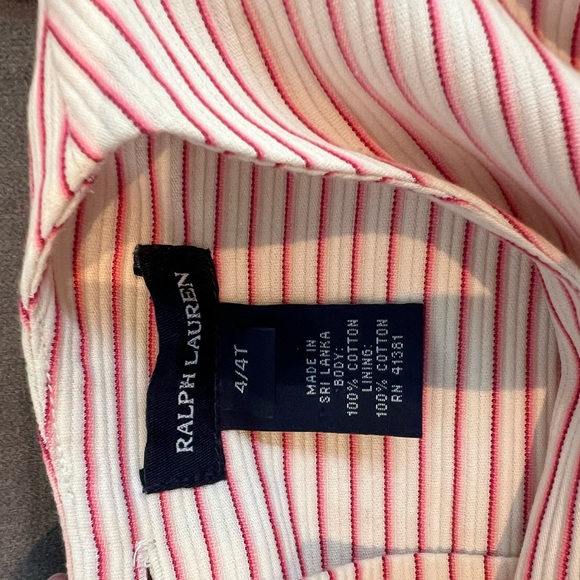 RALPH LAUREN
4/4T
MADE IN
SRI LANKA
BODY:
100% COTTON
LINING:
100% COTTON
RN 41381